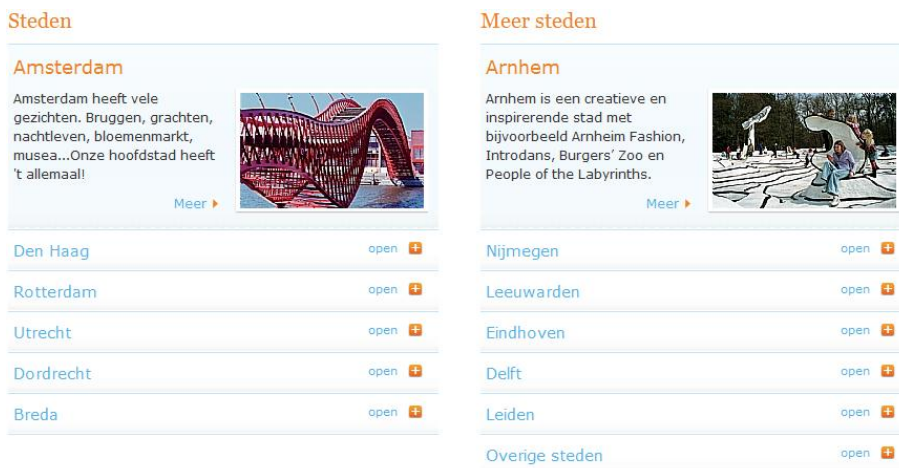 Steden
Amsterdam
Amsterdam heeft vele
gezichten. Bruggen, grachten,
nachtleven, bloemenmarkt,
musea...Onze hoofdstad heeft
't allemaal!
Meer
Den Haag open
Rotterdam open
Utrecht open
Dordrecht open
Breda open
Meer steden
Arnhem
Arnhem is een creatieve en
inspirerende stad met
bijvoorbeeld Arnheim Fashion,
Introdans, Burgers' Zoo en
People of the Labyrinths.
Meer
Nijmegen open
Leeuwarden open
Eindhoven open
Delft open
Leiden open
Overige steden open